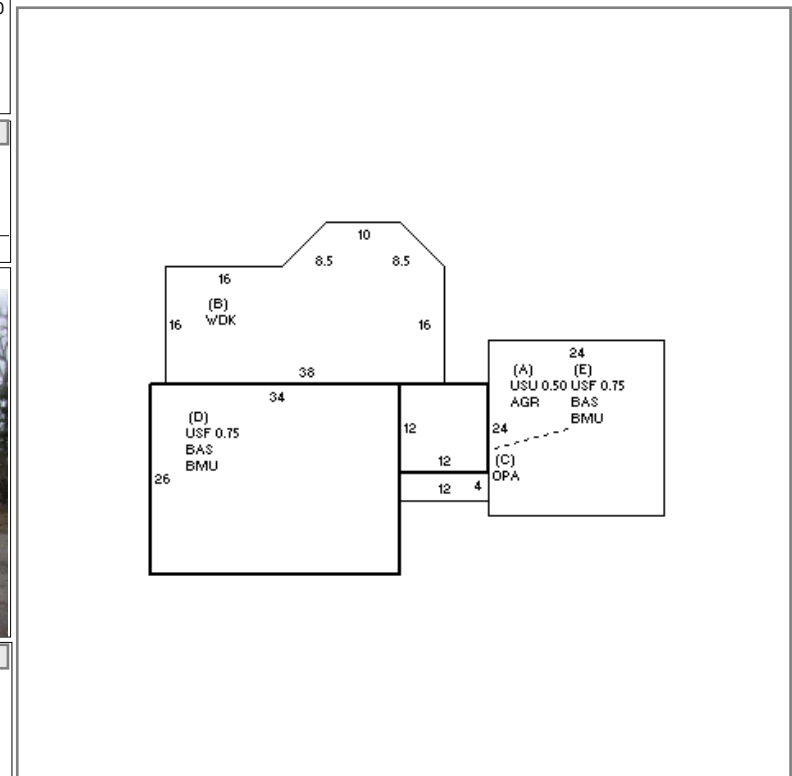 10
8.5 8.5
16
(B)
WDK
16 16
38
34
24
(A) (E)
USU 0.50 USF 0.75
AGR BAS
BMU
(D)
USF 0.75
BAS
BMU
12 24
12
(C)
OPA
26
12 4